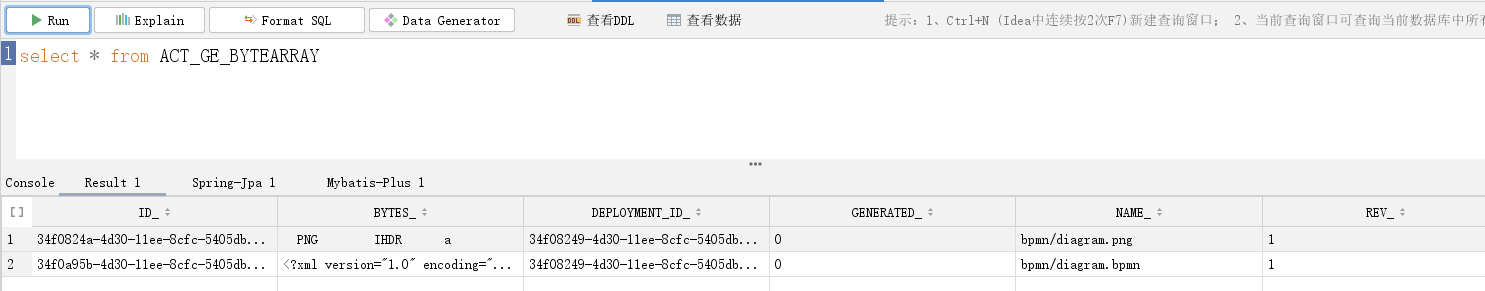 Run Explain Format SQL Data Generator DDL 查看DDL 查看数据 提示：1、Ctrl+N (Idea中连续按2次F7)新建查询窗口； 2、当前查询窗口可查询当前数据库中所有
1 select * from ACT_GE_BYTEARRAY
Console Result 1 Spring-Jpa 1 Mybatis-Plus 1
[] ID_ BYTES_ DEPLOYMENT_ID_ GENERATED_ NAME_ REV_
1 34f0824a-4d30-11ee-8cfc-5405db... PNG IHDR a 34f08249-4d30-11ee-8cfc-5405db... 0 bpmn/diagram.png 1
2 34f0a95b-4d30-11ee-8cfc-5405db... <?xml version="1.0" encoding="... 34f08249-4d30-11ee-8cfc-5405db... 0 bpmn/diagram.bpmn 1